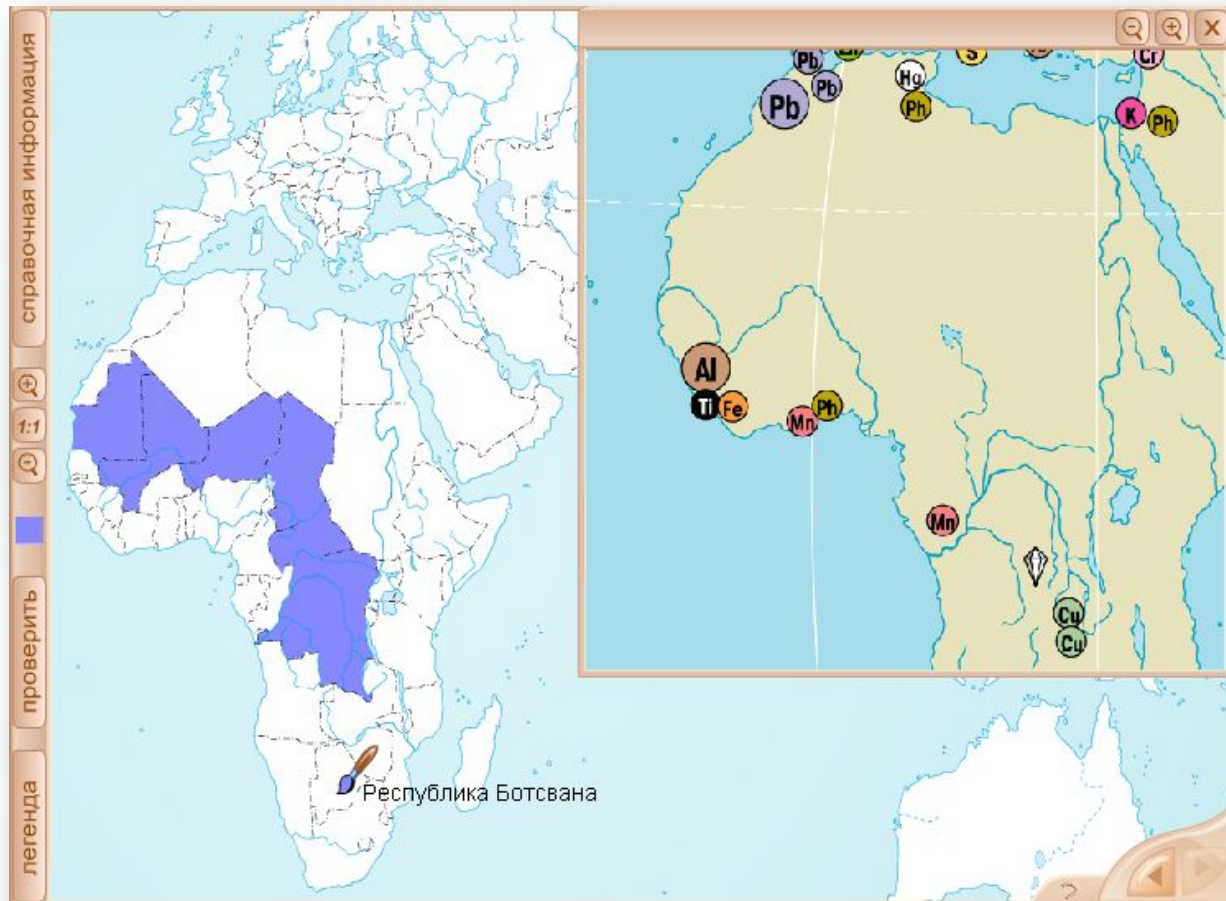 справочная информация
1:1
проверить
легенда
Республика Ботсвана
Pb
Pb
Pb
Hg
Ph
S
Cr
K
Ph
Al
Ti
Fe
Mn
Ph
Mn
Cu
Cu
?